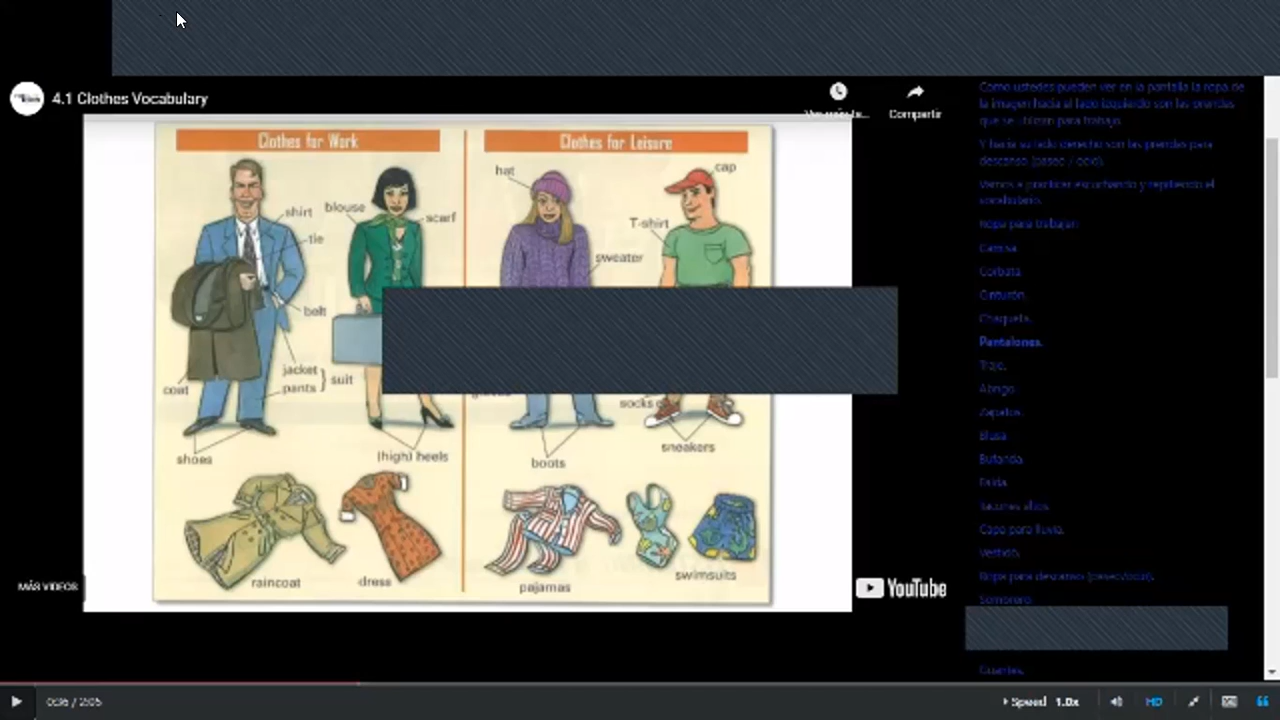 4.1 Clothes Vocabulary
Compartir
Clothes for Work
Clothes for Leisure
hat
cap
shirt
blouse
scarf
T-shirt
tie
sweater
belt
jacket
pants
suit
coat
socks
shoes
(high) heels
boots
sneakers
raincoat
dress
pajamas
swimsuits
MÁS VIDEOS
YouTube
Como ustedes pueden ver en la pantalla la ropa de
la imagen hacia el lado izquierdo son las prendas
que se utilizan para trabajo.
Y hacia su lado derecho son las prendas para
descanso (paseo / ocio).
Vamos a practicar escuchando y repitiendo el
vocabulario.
Ropa para trabajar:
Camisa.
Corbata.
Cinturón.
Chaqueta.
Pantalones.
Traje.
Abrigo.
Zapatos.
Blusa.
Bufanda.
Falda.
Tacones altos.
Capa para lluvia.
Vestido.
Ropa para descanso (paseo/ocio).
Sombrero.
Guantes.
0:36 / 2:05
Speed 1.0x
HD